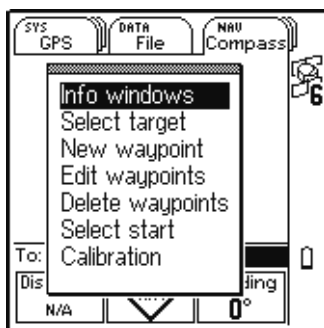 SYS DATA NAV
GPS File Compass
6
Info windows
Select target
New waypoint
Edit waypoints
Delete waypoints
Select start
Calibration
To:
Dis ding
N/A 0°